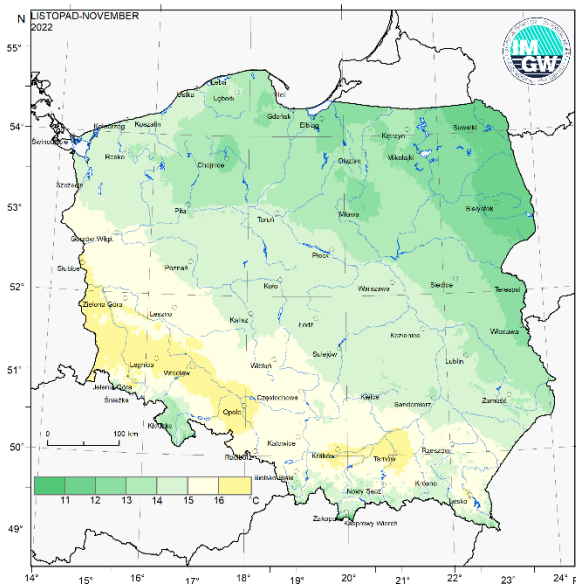 N
LISTOPAD-NOVEMBER
2022
IM
GW
55°
Łeba
Ustka
Lębork
Hel
Gdańsk
Elbląg
Suwałki
54°
Kołobrzeg
Koszalin
Kętrzyn
Świnoujście
Resko
Chojnice
Olsztyn
Mikołajki
Szczecin
53°
Piła
Toruń
Mława
Białystok
Gorzów Wlkp.
Płock
Słubice
Poznań
Koło
Warszawa
Siedlce
Terespol
52°
Zielona Góra
Leszno
Kalisz
Łódź
Kozienice
Włodawa
Sulejów
Legnica
Wrocław
Wieluń
Lublin
51°
Jelenia Góra
Śnieżka
Opole
Częstochowa
Kielce
Sandomierz
Zamość
Kłodzko
0
100 km
Katowice
Racibórz
Kraków
Tarnów
Rzeszów
50°
Bielsko-Biała
Nowy Sącz
Krosno
Lesko
11 12 13 14 15 16 C
Zakopane
Kasprowy Wierch
49°
14° 15° 16° 17° 18° 19° 20° 21° 22° 23° 24°